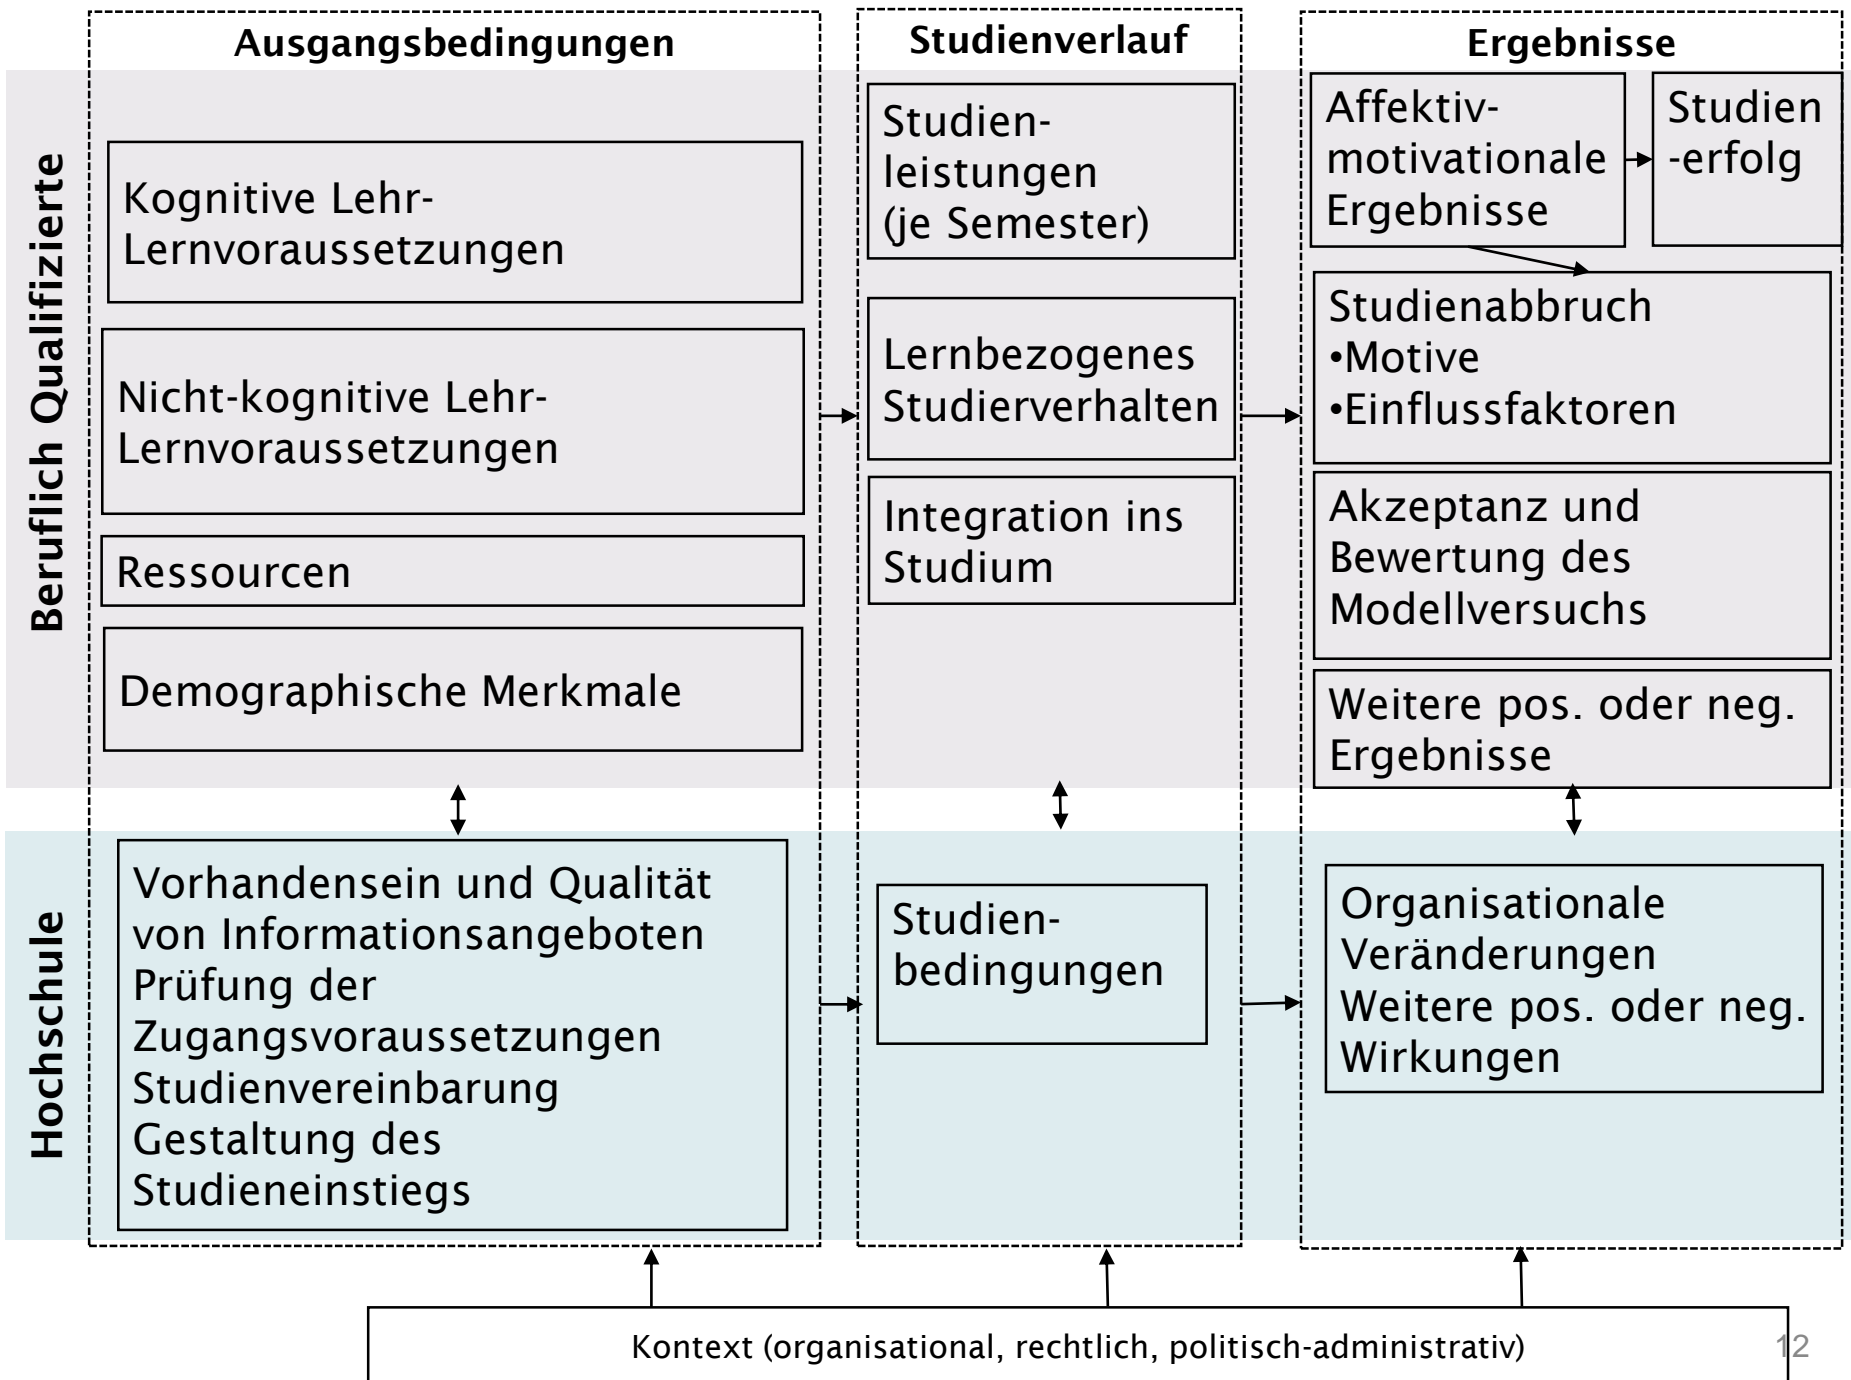 Ausgangsbedingungen
Studienverlauf
Ergebnisse
Beruflich Qualifizierte
Kognitive Lehr-
Lernvoraussetzungen
Nicht-kognitive Lehr-
Lernvoraussetzungen
Ressourcen
Demographische Merkmale
Studien-
leistungen
(je Semester)
Lernbezogenes
Studierverhalten
Integration ins
Studium
Affektiv-
motivationale
Ergebnisse
Studien
-erfolg
Studienabbruch
•Motive
•Einflussfaktoren
Akzeptanz und
Bewertung des
Modellversuchs
Weitere pos. oder neg.
Ergebnisse
Hochschule
Vorhandensein und Qualität
von Informationsangeboten
Prüfung der
Zugangsvoraussetzungen
Studienvereinbarung
Gestaltung des
Studieneinstiegs
Studien-
bedingungen
Organisationale
Veränderungen
Weitere pos. oder neg.
Wirkungen
Kontext (organisational, rechtlich, politisch-administrativ)
12